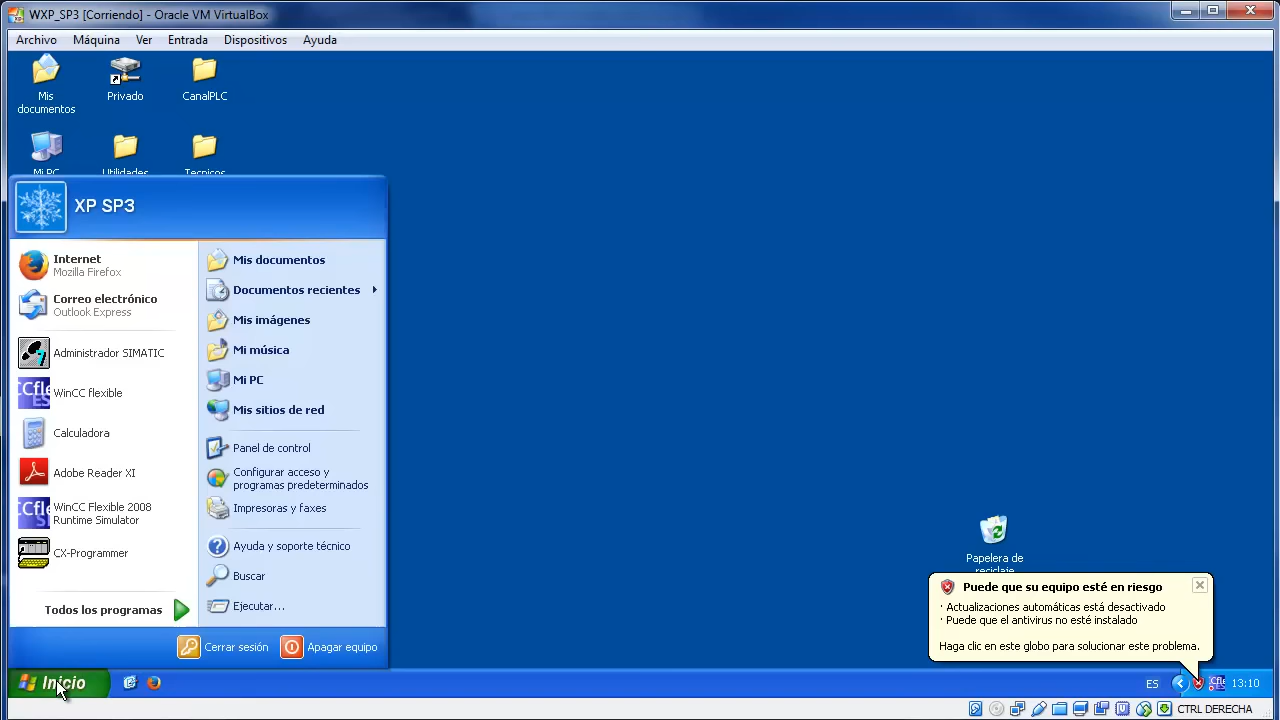 WXP_SP3 [Corriendo] - Oracle VM VirtualBox
Archivo Máquina Ver Entrada Dispositivos Ayuda
Mis documentos
Privado
CanalPLC
Mi PC
Utilidades
Tecnicos
XP SP3
Internet
Mozilla Firefox
Correo electrónico
Outlook Express
Administrador SIMATIC
WinCC flexible
Calculadora
Adobe Reader XI
WinCC Flexible 2008
Runtime Simulator
CX-Programmer
Todos los programas
Mis documentos
Documentos recientes
Mis imágenes
Mi música
Mi PC
Mis sitios de red
Panel de control
Configurar acceso y
programas predeterminados
Impresoras y faxes
Ayuda y soporte técnico
Buscar
Ejecutar...
Cerrar sesión
Apagar equipo
Papelera de
reciclaje
Puede que su equipo esté en riesgo
· Actualizaciones automáticas está desactivado
· Puede que el antivirus no esté instalado
Haga clic en este globo para solucionar este problema.
Inicio
ES
13:10
CTRL DERECHA